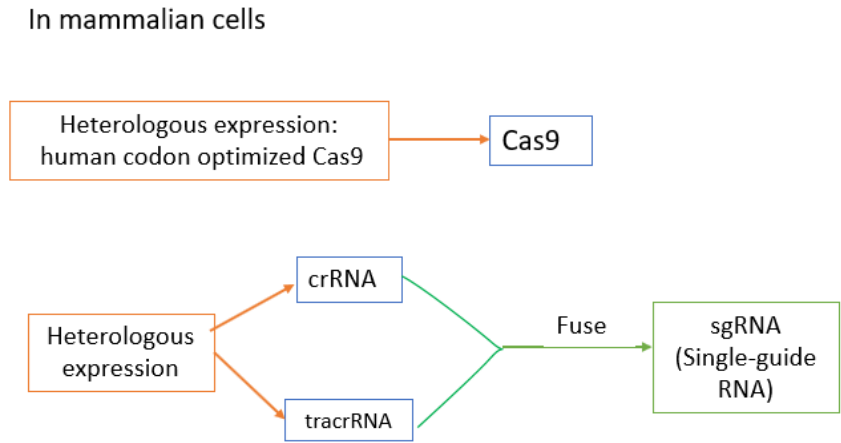 In mammalian cells
Heterologous expression:
human codon optimized Cas9
Cas9
crRNA
Heterologous
expression
tracrRNA
Fuse
sgRNA
(Single-guide
RNA)